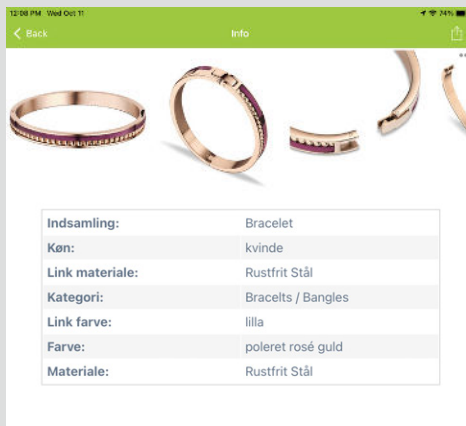 12:08 PM Wed Oct 11 74%
Back Info
Indsamling: Bracelet
Køn: kvinde
Link materiale: Rustfrit Stål
Kategori: Bracelts / Bangles
Link farve: lilla
Farve: poleret rosé guld
Materiale: Rustfrit Stål